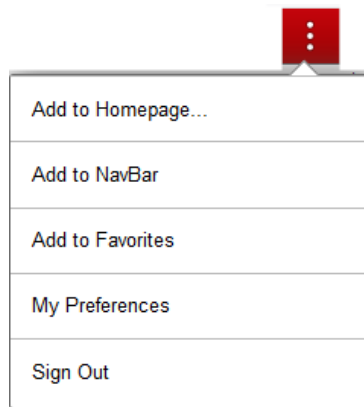 Add to Homepage...
Add to NavBar
Add to Favorites
My Preferences
Sign Out